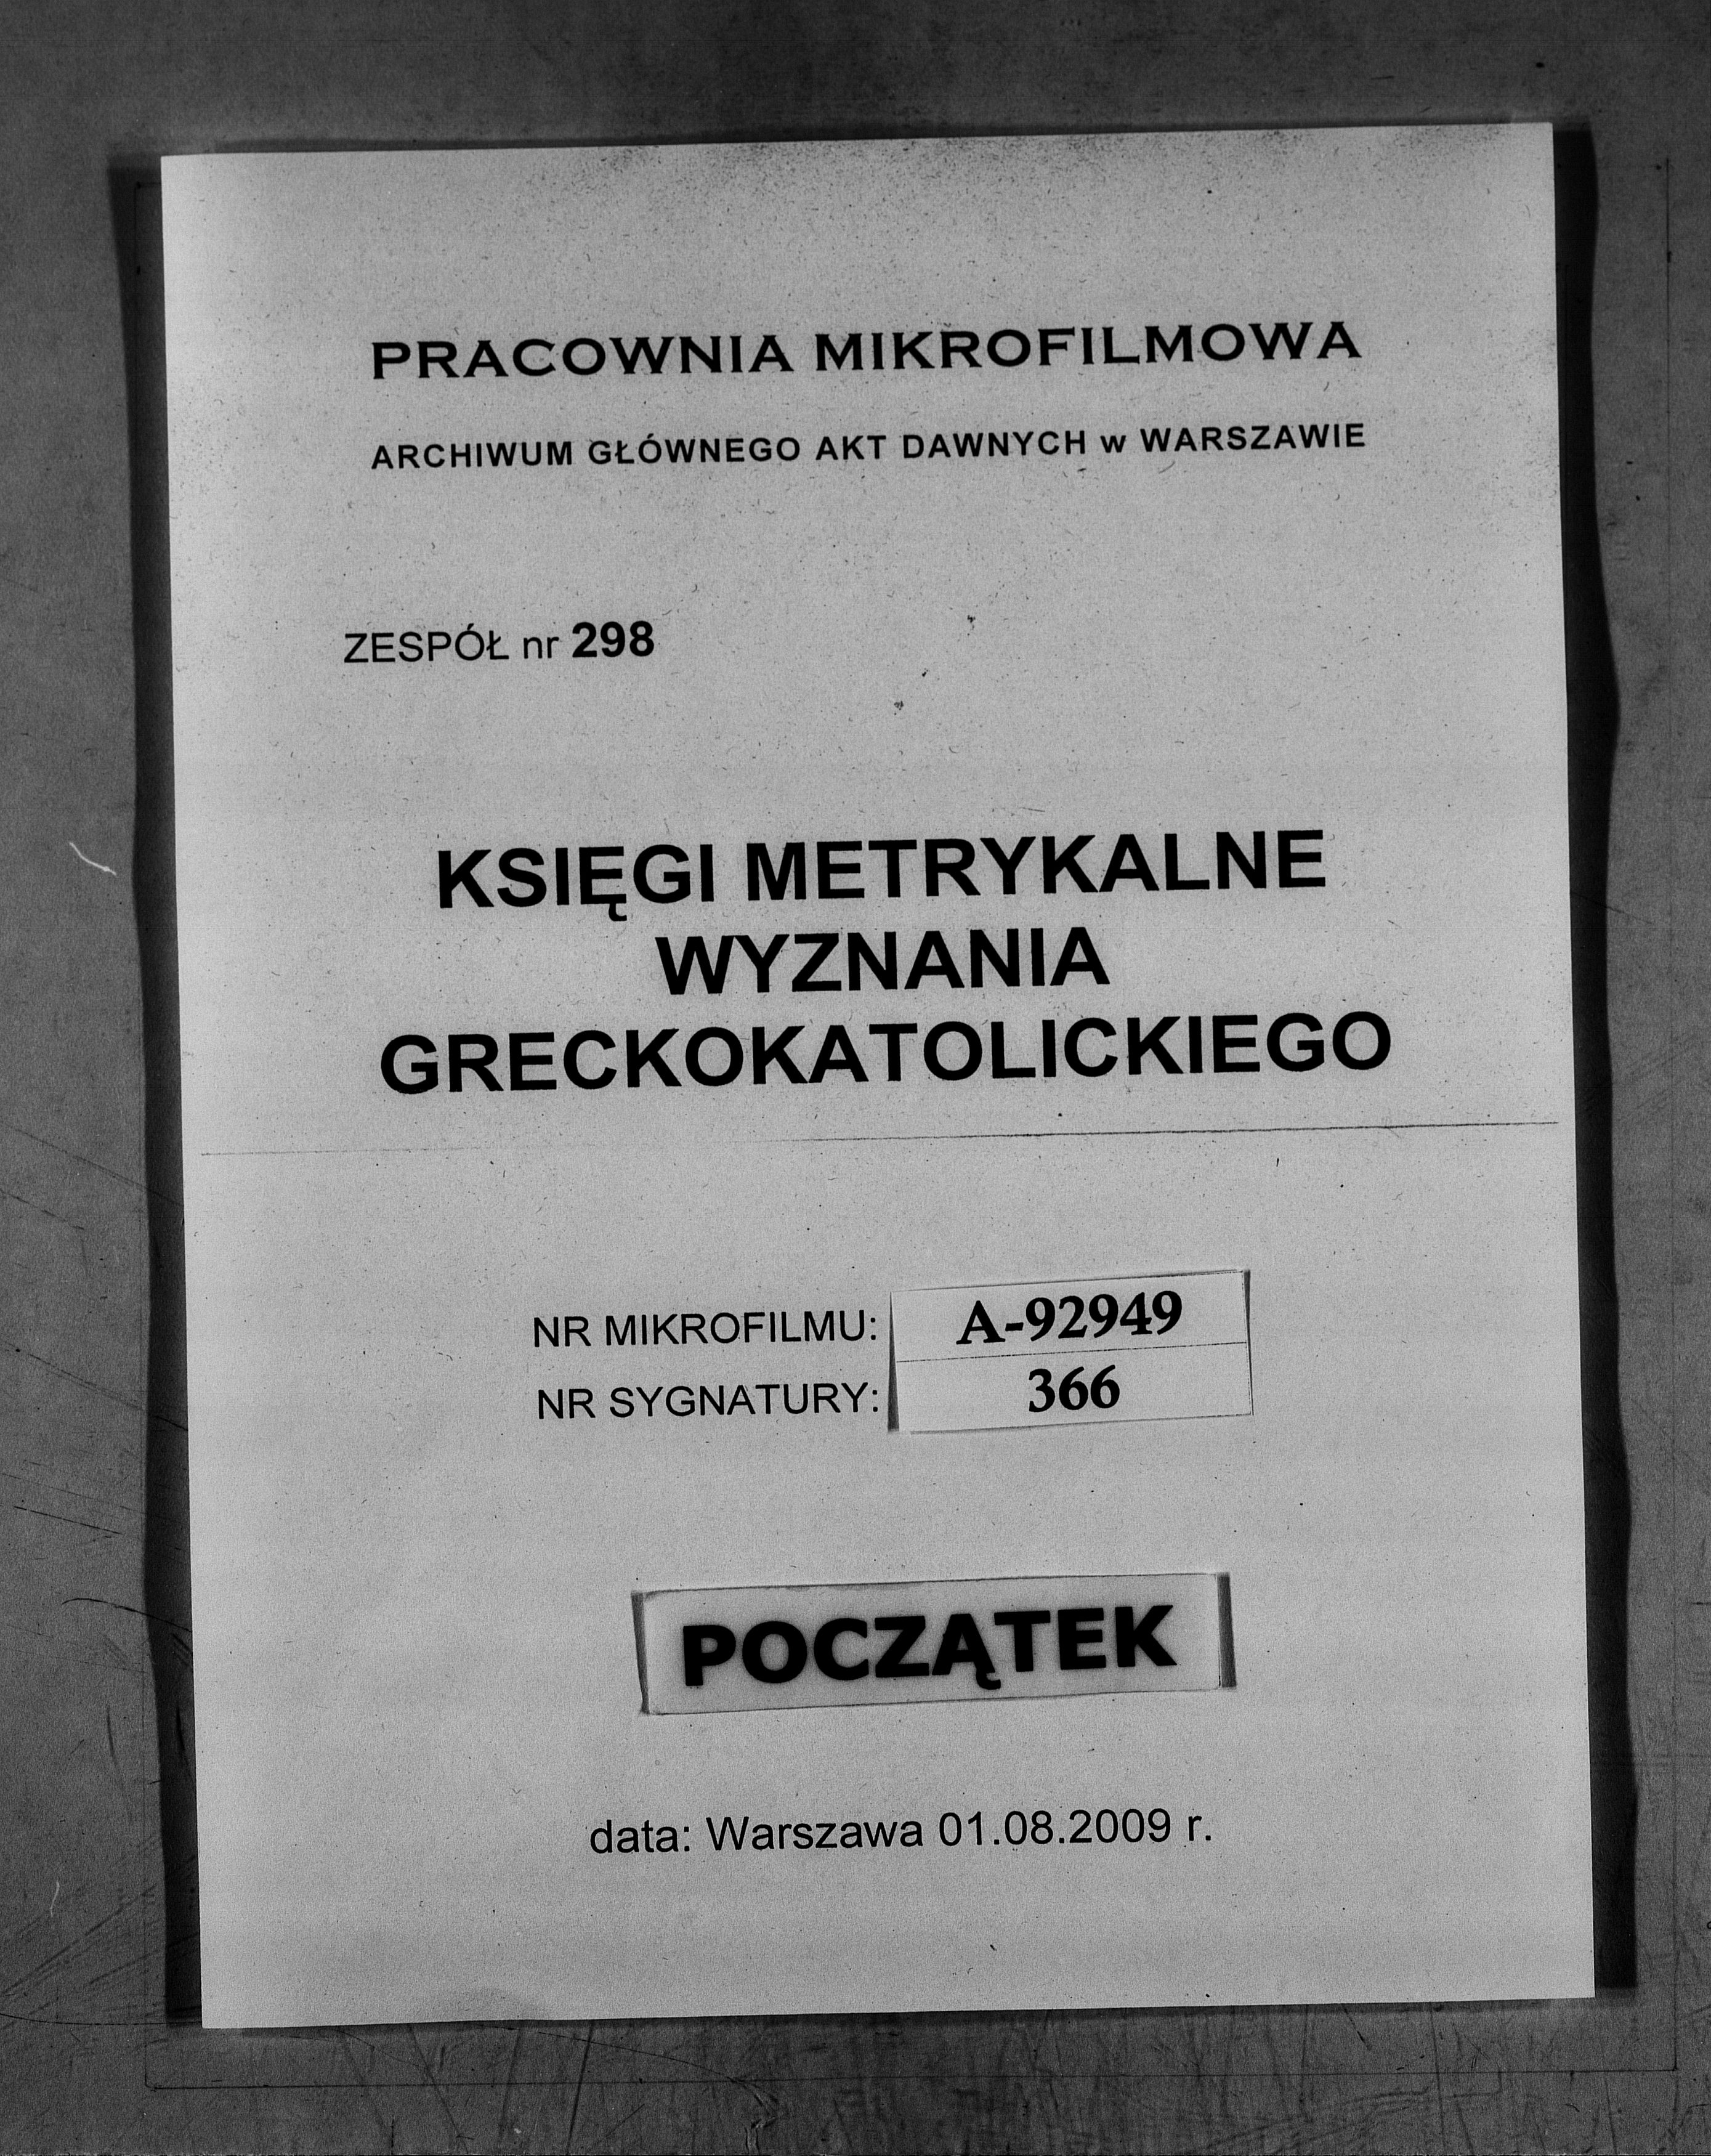 PRACOWNIA MIKROFILMOWA
ARCHIWUM GŁÓWNEGO AKT DAWNYCH w WARSZAWIE
ZESPÓŁ nr 298
KSIĘGI METRYKALNE
WYZNANIA
GRECKOKATOLICKIEGO
NR MIKROFILMU: A-92949
NR SYGNATURY: 366
POCZĄTEK
data: Warszawa 01.08.2009 r.